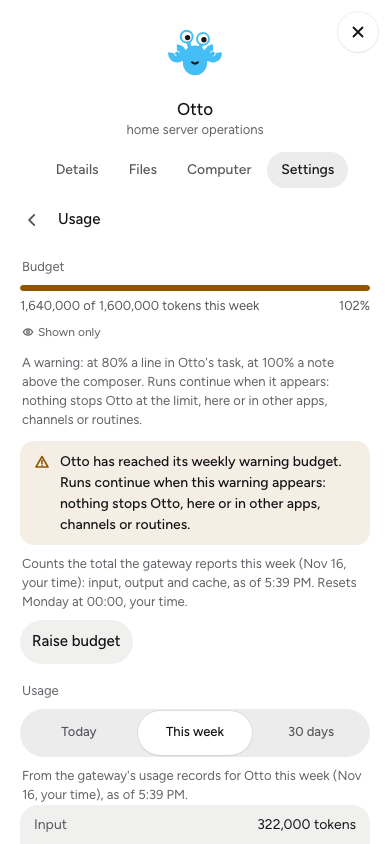 Otto
home server operations
Details
Files
Computer
Settings
Usage
Budget
1,640,000 of 1,600,000 tokens this week
102%
Shown only
A warning: at 80% a line in Otto's task, at 100% a note
above the composer. Runs continue when it appears:
nothing stops Otto at the limit, here or in other apps,
channels or routines.
Otto has reached its weekly warning budget.
Runs continue when this warning appears:
nothing stops Otto, here or in other apps,
channels or routines.
Counts the total the gateway reports this week (Nov 16,
your time): input, output and cache, as of 5:39 PM. Resets
Monday at 00:00, your time.
Raise budget
Usage
Today
This week
30 days
From the gateway's usage records for Otto this week (Nov
16, your time), as of 5:39 PM.
Input
322,000 tokens